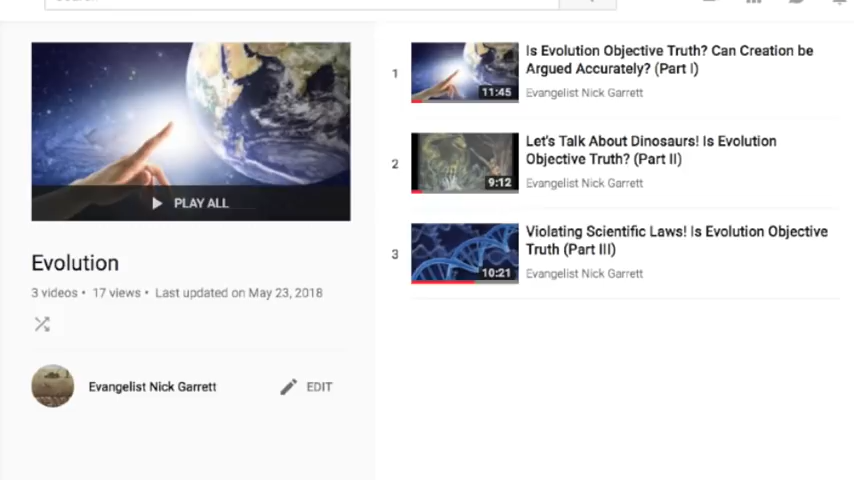 PLAY ALL
Evolution
3 videos • 17 views • Last updated on May 23, 2018
Evangelist Nick Garrett
EDIT
1
11:45
Is Evolution Objective Truth? Can Creation be
Argued Accurately? (Part I)
Evangelist Nick Garrett
2
9:12
Let's Talk About Dinosaurs! Is Evolution
Objective Truth? (Part II)
Evangelist Nick Garrett
3
10:21
Violating Scientific Laws! Is Evolution Objective
Truth (Part III)
Evangelist Nick Garrett